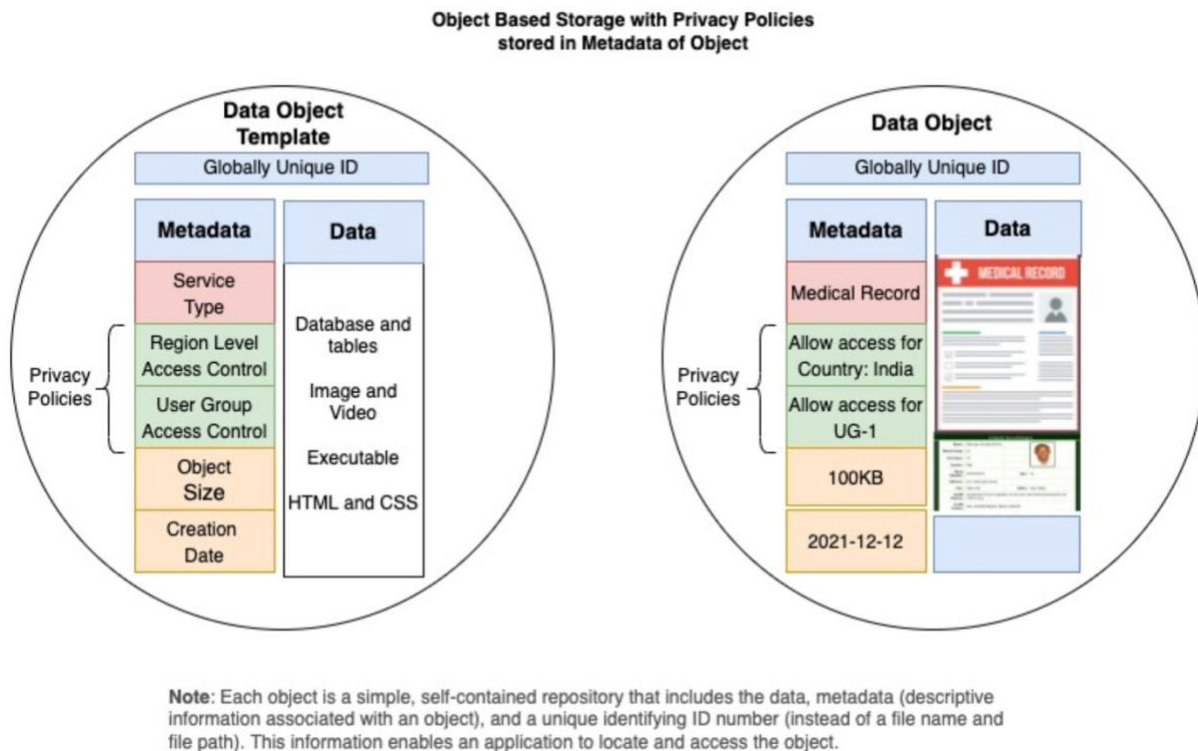 Object Based Storage with Privacy Policies
stored in Metadata of Object
Data Object
Template
Globally Unique ID
Metadata
Data
Service
Type
Region Level
Access Control
User Group
Access Control
Object
Size
Creation
Date
Privacy
Policies
Database and
tables
Image and
Video
Executable
HTML and CSS
Data Object
Globally Unique ID
Metadata
Data
Medical Record
Allow access for
Country: India
Allow access for
UG-1
100KB
2021-12-12
Privacy
Policies
MEDICAL RECORD
Note: Each object is a simple, self-contained repository that includes the data, metadata (descriptive
information associated with an object), and a unique identifying ID number (instead of a file name and
file path). This information enables an application to locate and access the object.